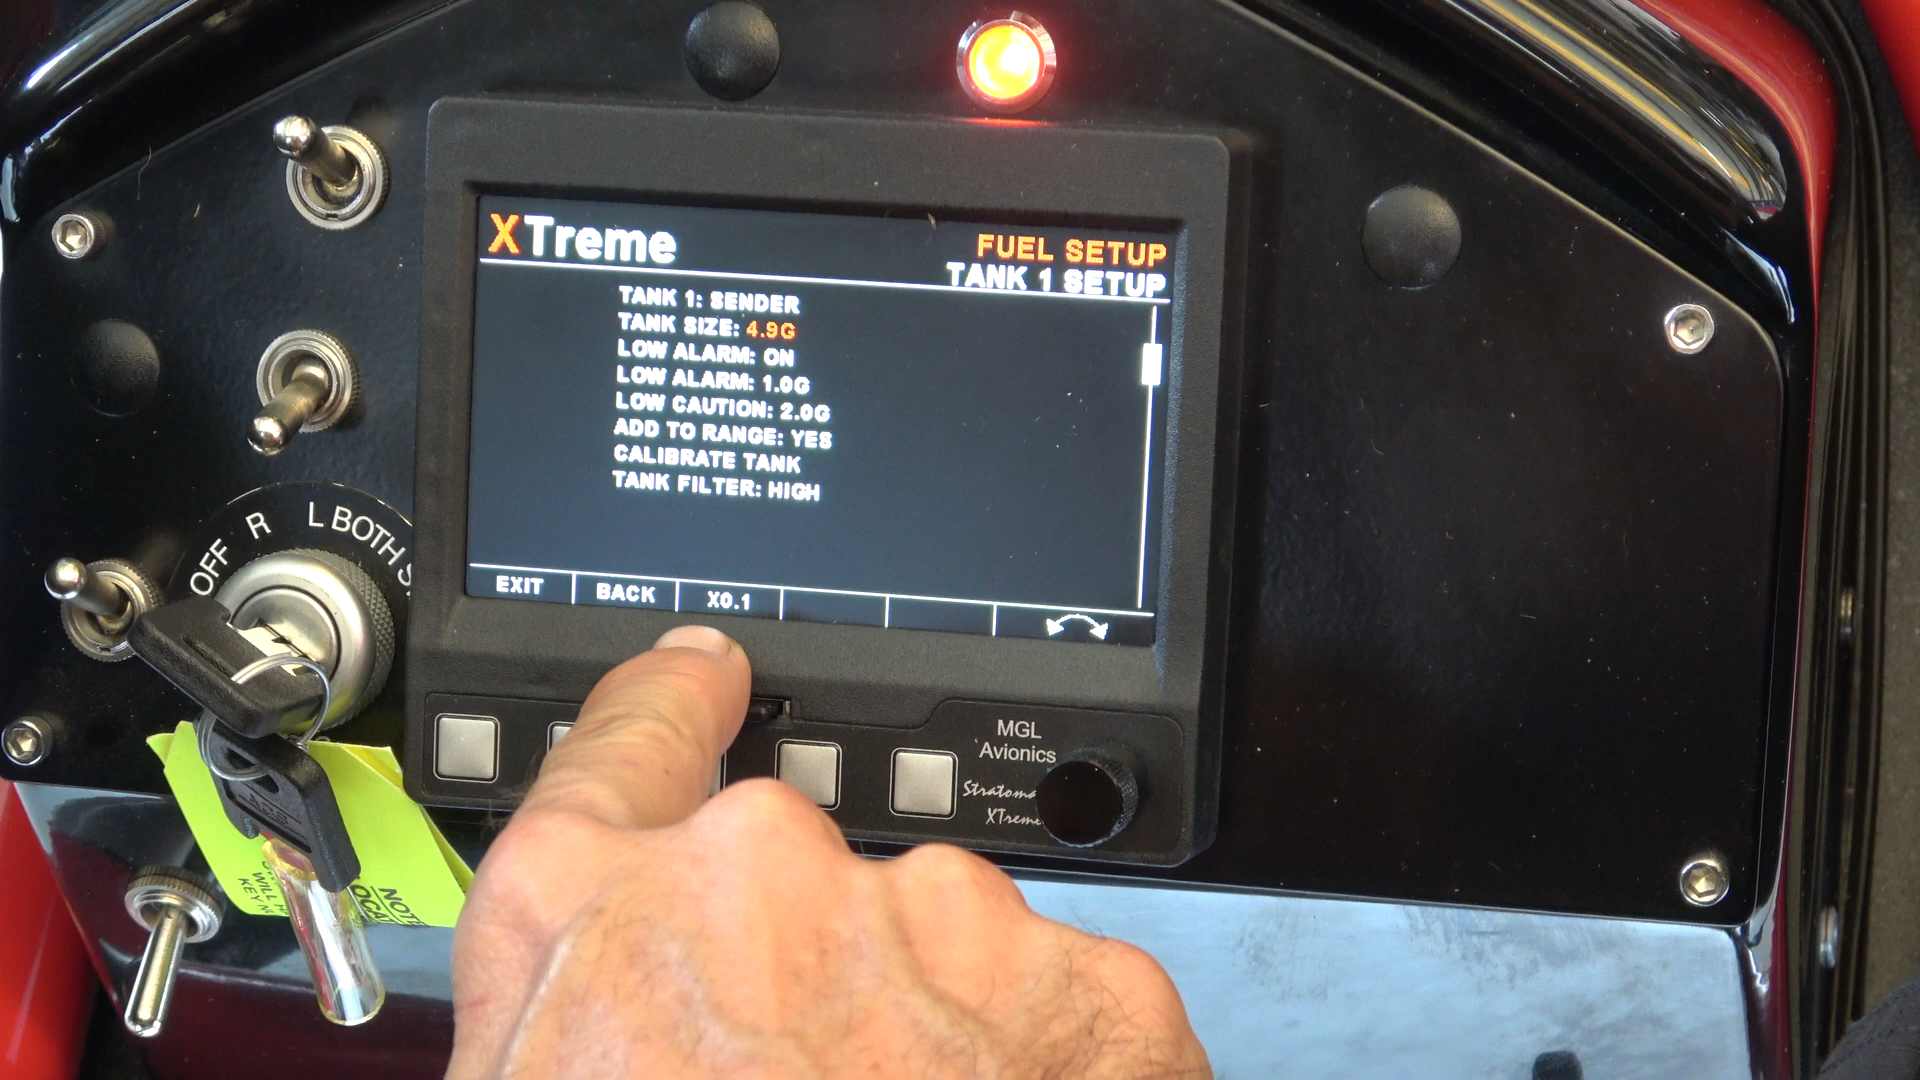 XTreme
FUEL SETUP
TANK 1 SETUP
TANK 1: SENDER
TANK SIZE: 4.9G
LOW ALARM: ON
LOW ALARM: 1.0G
LOW CAUTION: 2.0G
ADD TO RANGE: YES
CALIBRATE TANK
TANK FILTER: HIGH
EXIT BACK X0.1
OFF R L BOTH S
MGL
Avionics